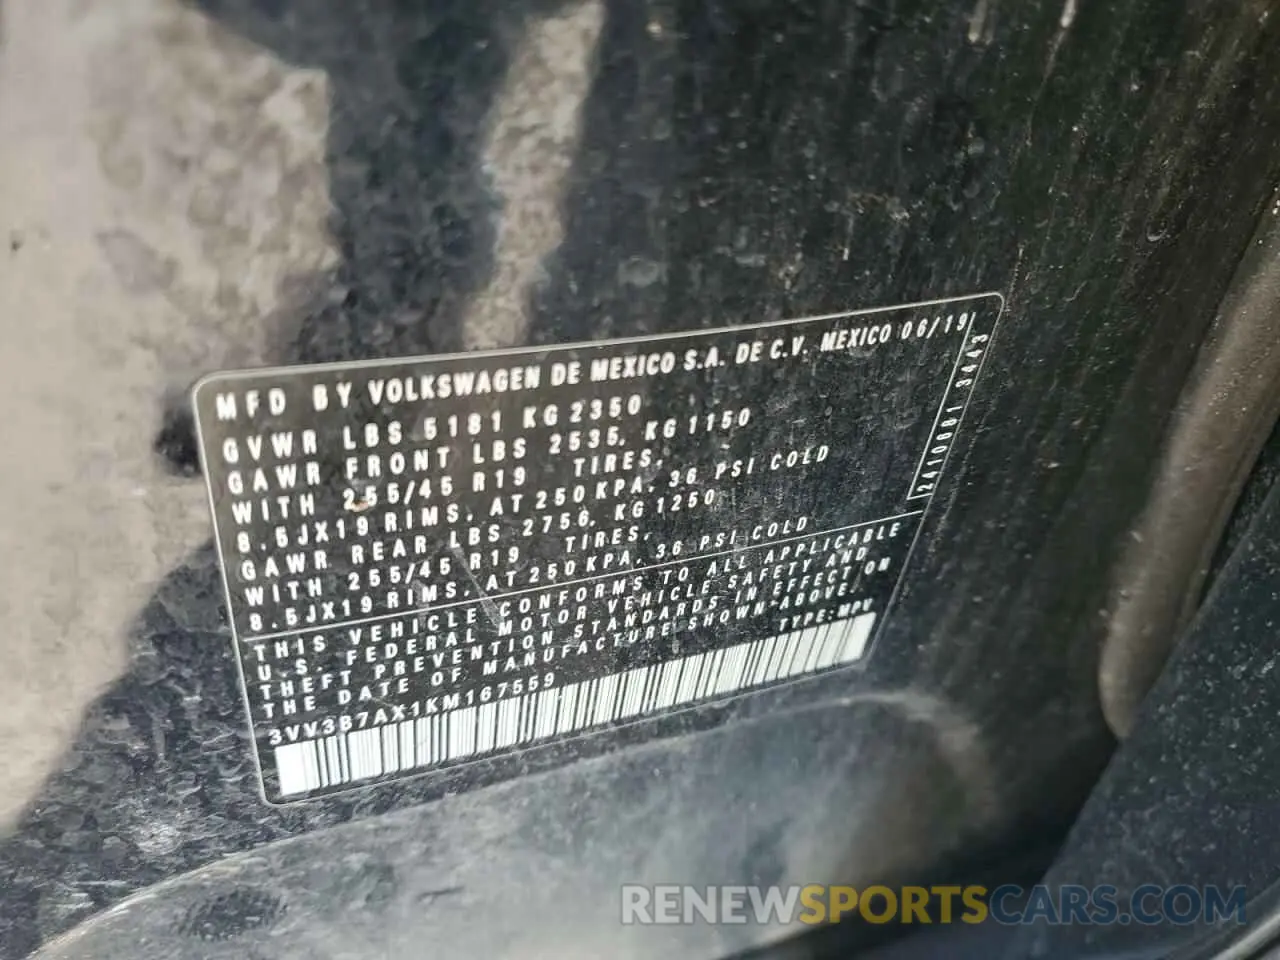 MFD BY VOLKSWAGEN DE MEXICO S.A. DE C.V. MEXICO 06/19
GVWR LBS 5181 KG 2350
GAWR FRONT LBS 2535, KG 1150
WITH 255/45 R19 TIRES,
8.5JX19 RIMS, AT 250 KPA, 36 PSI COLD
GAWR REAR LBS 2756, KG 1250
WITH 255/45 R19 TIRES,
8.5JX19 RIMS, AT 250 KPA, 36 PSI COLD
2410081 3443
THIS VEHICLE CONFORMS TO ALL APPLICABLE
U.S. FEDERAL MOTOR VEHICLE SAFETY AND
THEFT PREVENTION STANDARDS IN EFFECT ON
THE DATE OF MANUFACTURE SHOWN ABOVE.
3VV3B7AX1KM167559 TYPE: MPV
RENEWSPORTSCARS.COM